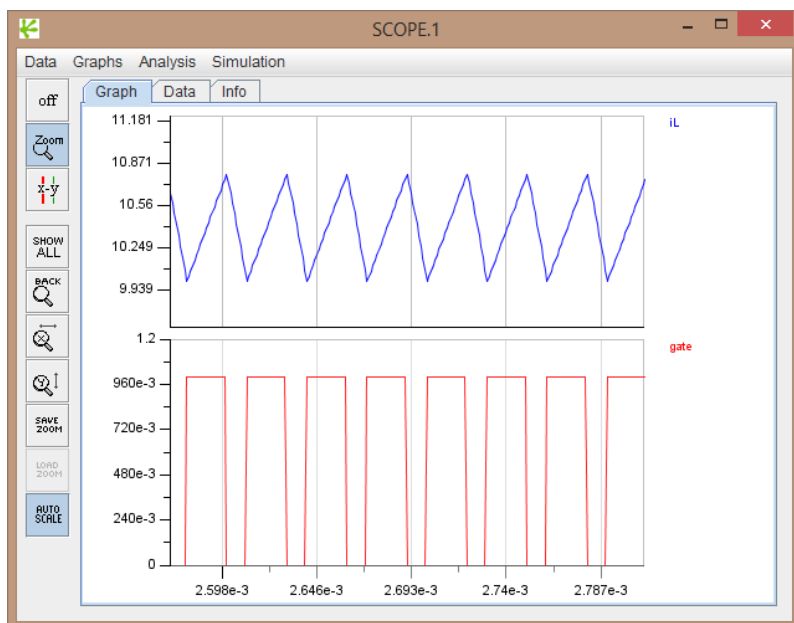 SCOPE.1
Data Graphs Analysis Simulation
off
Graph Data Info
Zoom
x-y
SHOW
ALL
BACK
X
Y
SAVE
ZOOM
LOAD
ZOOM
AUTO
SCALE
11.181
10.871
10.56
10.249
9.939
iL
1.2
960e-3
720e-3
480e-3
240e-3
0
gate
2.598e-3 2.646e-3 2.693e-3 2.74e-3 2.787e-3